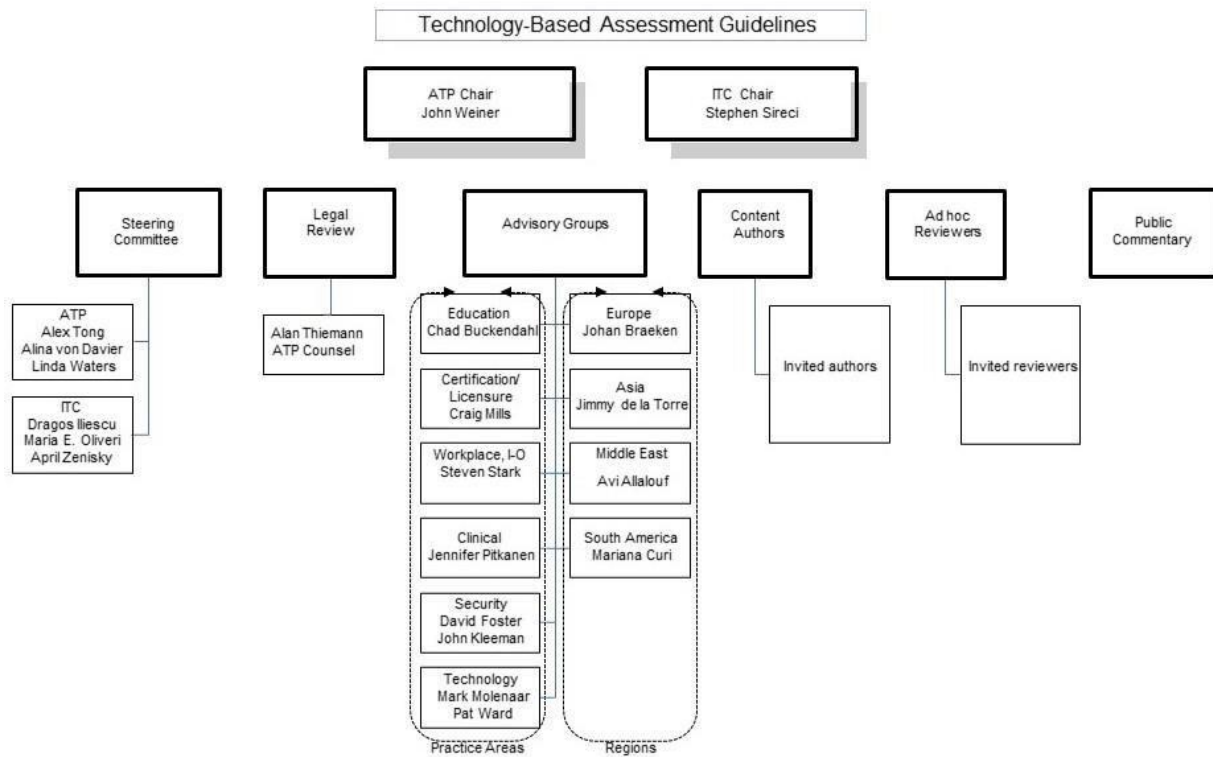 Technology-Based Assessment Guidelines
ATP Chair
John Weiner
ITC Chair
Stephen Sireci
Steering
Committee
Legal
Review
Advisory Groups
Content
Authors
Ad hoc
Reviewers
Public
Commentary
ATP
Alex Tong
Alina von Davier
Linda Waters
ITC
Dragos Iliescu
Maria E. Oliveri
April Zenisky
Alan Thiemann
ATP Counsel
Education
Chad Buckendahl
Certification/
Licensure
Craig Mills
Workplace, I-O
Steven Stark
Clinical
Jennifer Pitkanen
Security
David Foster
John Kleeman
Technology
Mark Molenaar
Pat Ward
Practice Areas
Europe
Johan Braeken
Asia
Jimmy de la Torre
Middle East
Avi Allalouf
South America
Mariana Curi
Regions
Invited authors
Invited reviewers